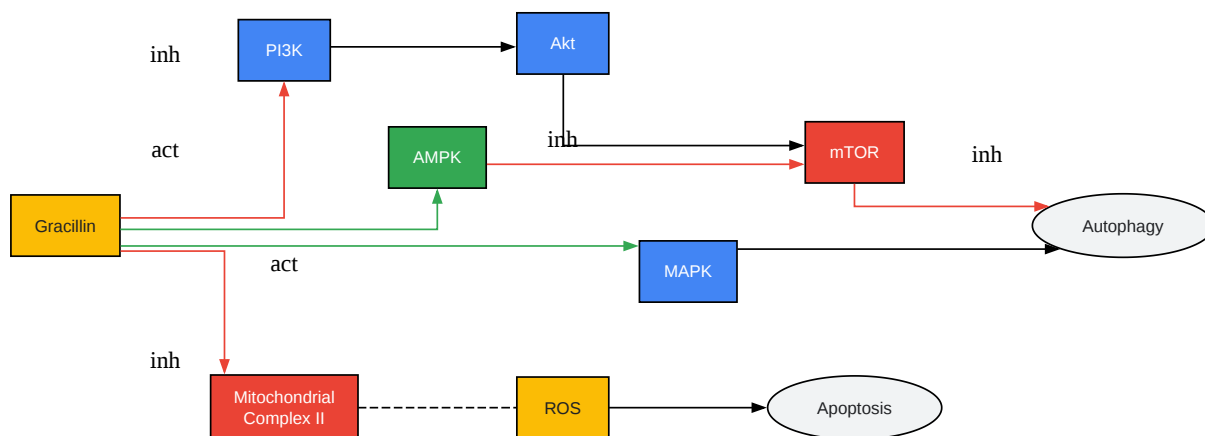 inh
PI3K
Akt
act
AMPK
inh
mTOR
inh
Gracillin
Autophagy
act
MAPK
inh
Mitochondrial
Complex II
ROS
Apoptosis